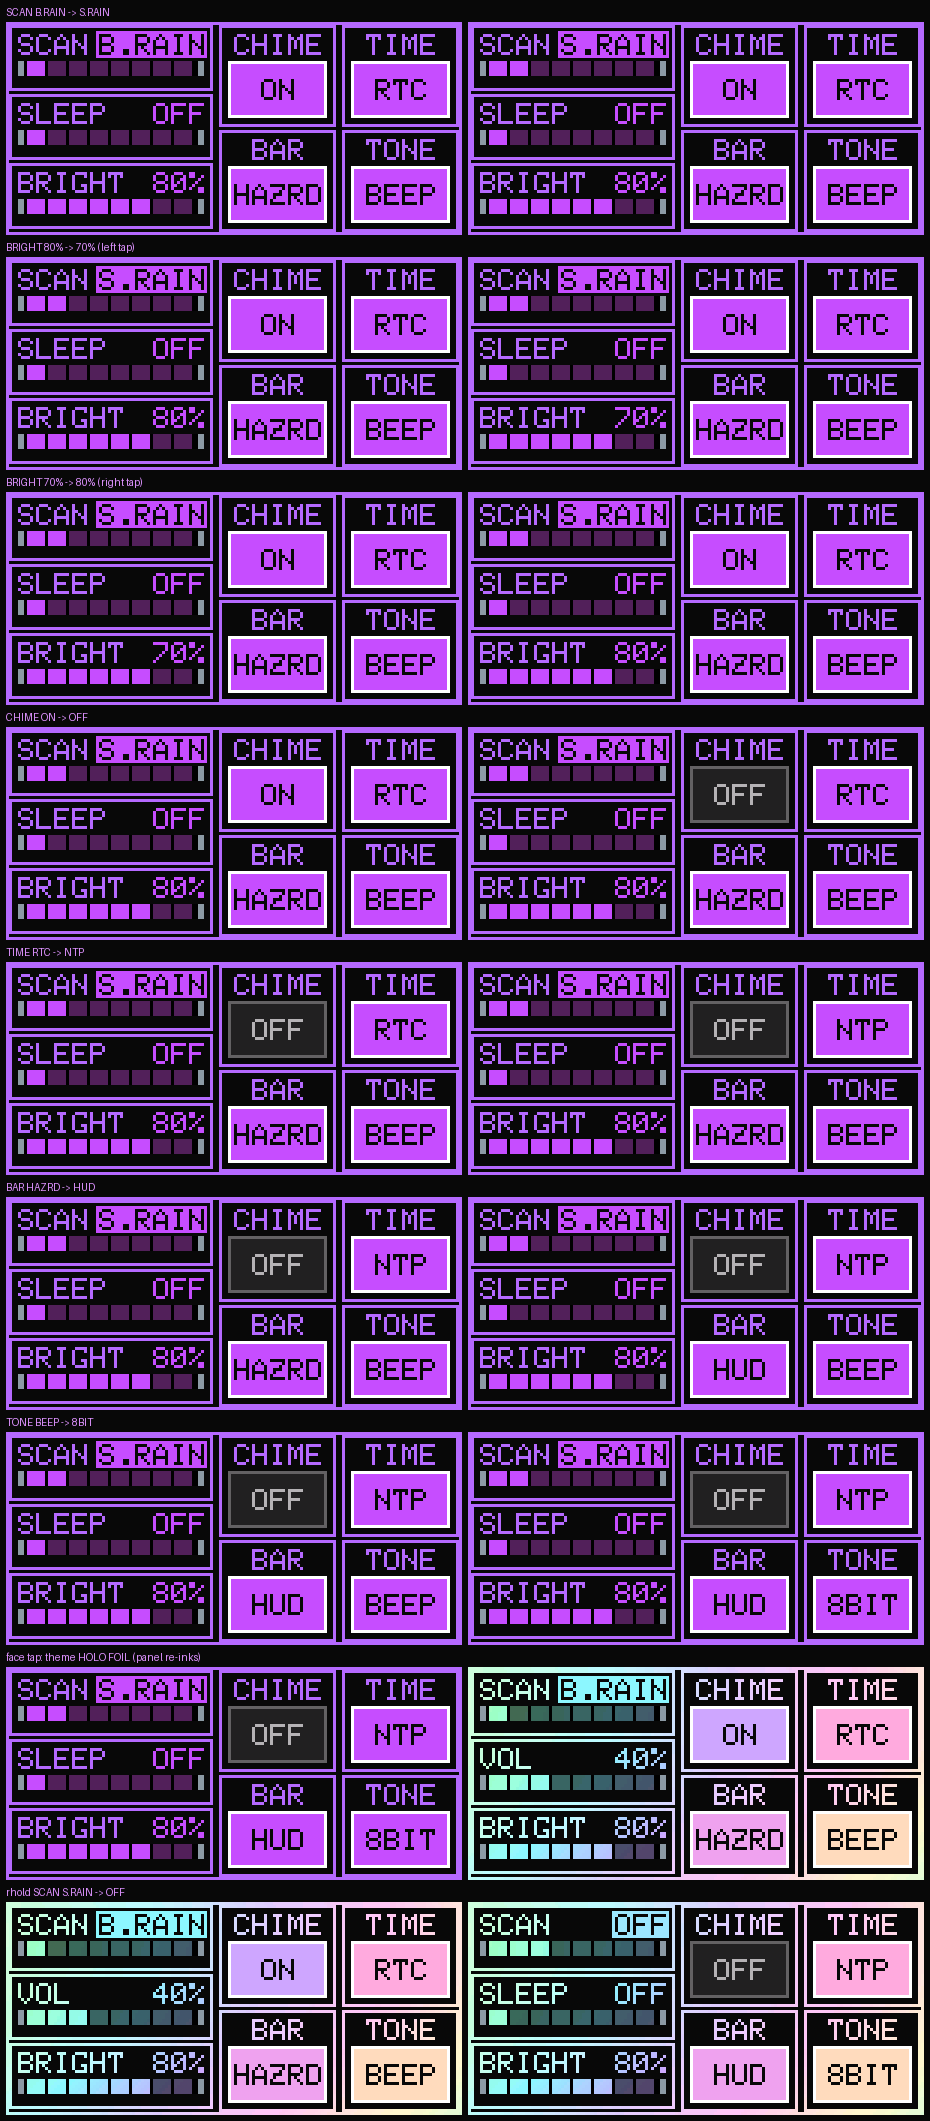 SCAN B.RAIN -> S.RAIN
SCAN B.RAIN CHIME TIME SCAN S.RAIN CHIME TIME
ON RTC ON RTC
SLEEP OFF SLEEP OFF
BAR TONE BAR TONE
BRIGHT 80% HAZRD BEEP BRIGHT 80% HAZRD BEEP
BRIGHT 80% -> 70% (left tap)
SCAN S.RAIN CHIME TIME SCAN S.RAIN CHIME TIME
ON RTC ON RTC
SLEEP OFF SLEEP OFF
BAR TONE BAR TONE
BRIGHT 80% HAZRD BEEP BRIGHT 70% HAZRD BEEP
BRIGHT 70% -> 80% (right tap)
SCAN S.RAIN CHIME TIME SCAN S.RAIN CHIME TIME
ON RTC ON RTC
SLEEP OFF SLEEP OFF
BAR TONE BAR TONE
BRIGHT 70% HAZRD BEEP BRIGHT 80% HAZRD BEEP
CHIME ON -> OFF
SCAN S.RAIN CHIME TIME SCAN S.RAIN CHIME TIME
ON RTC OFF RTC
SLEEP OFF SLEEP OFF
BAR TONE BAR TONE
BRIGHT 80% HAZRD BEEP BRIGHT 80% HAZRD BEEP
TIME RTC -> NTP
SCAN S.RAIN CHIME TIME SCAN S.RAIN CHIME TIME
OFF RTC OFF NTP
SLEEP OFF SLEEP OFF
BAR TONE BAR TONE
BRIGHT 80% HAZRD BEEP BRIGHT 80% HAZRD BEEP
BAR HAZRD -> HUD
SCAN S.RAIN CHIME TIME SCAN S.RAIN CHIME TIME
OFF NTP OFF NTP
SLEEP OFF SLEEP OFF
BAR TONE BAR TONE
BRIGHT 80% HAZRD BEEP BRIGHT 80% HUD BEEP
TONE BEEP -> 8BIT
SCAN S.RAIN CHIME TIME SCAN S.RAIN CHIME TIME
OFF NTP OFF NTP
SLEEP OFF SLEEP OFF
BAR TONE BAR TONE
BRIGHT 80% HUD BEEP BRIGHT 80% HUD 8BIT
face tap: theme HOLO FOIL (panel re-inks)
SCAN S.RAIN CHIME TIME SCAN B.RAIN CHIME TIME
OFF NTP ON RTC
SLEEP OFF VOL 40%
BAR TONE BAR TONE
BRIGHT 80% HUD 8BIT BRIGHT 80% HAZRD BEEP
rhold SCAN S.RAIN -> OFF
SCAN B.RAIN CHIME TIME SCAN OFF CHIME TIME
ON RTC OFF NTP
VOL 40% SLEEP OFF
BAR TONE BAR TONE
BRIGHT 80% HAZRD BEEP BRIGHT 80% HUD 8BIT